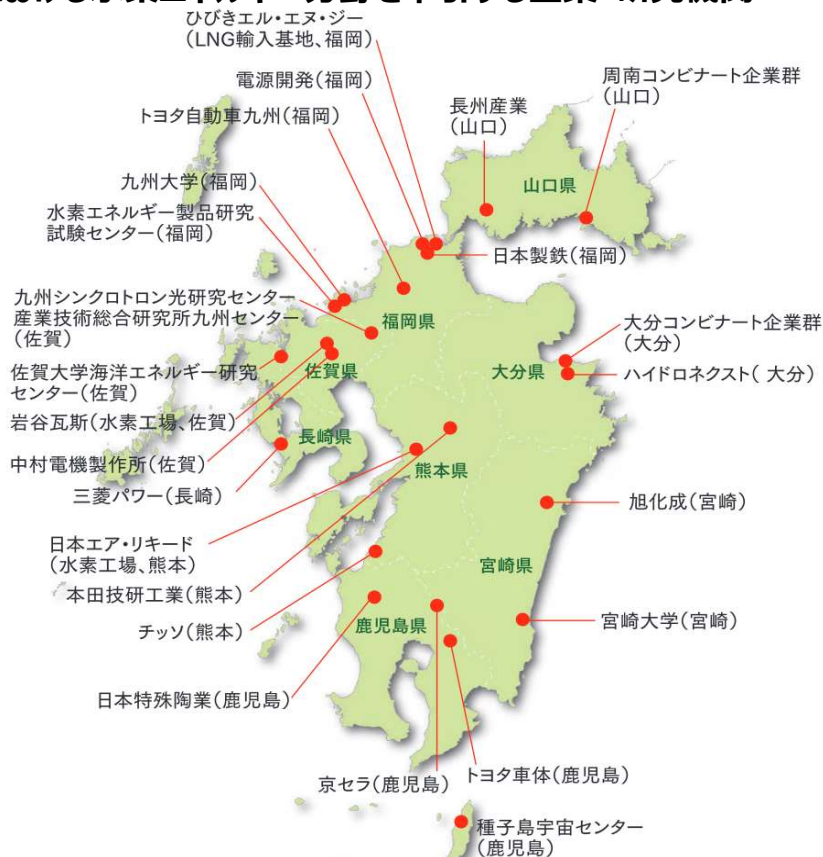 ひびきエル・エヌ・ジー
(LNG輸入基地、福岡)
電源開発(福岡)
トヨタ自動車九州(福岡)
周南コンビナート企業群
(山口)
長州産業
(山口)
山口県
九州大学(福岡)
水素エネルギー製品研究
試験センター(福岡)
日本製鉄(福岡)
九州シンクロトロン光研究センター
産業技術総合研究所九州センター
(佐賀)
福岡県
大分コンビナート企業群
(大分)
佐賀大学海洋エネルギー研究
センター(佐賀)
佐賀県
大分県
ハイドロネクスト( 大分)
岩谷瓦斯(水素工場、佐賀)
長崎県
中村電機製作所(佐賀)
熊本県
三菱パワー(長崎)
旭化成(宮崎)
日本エア・リキード
(水素工場、熊本)
宮崎県
本田技研工業(熊本)
チッソ(熊本)
鹿児島県
宮崎大学(宮崎)
日本特殊陶業(鹿児島)
京セラ(鹿児島)
トヨタ車体(鹿児島)
種子島宇宙センター
(鹿児島)